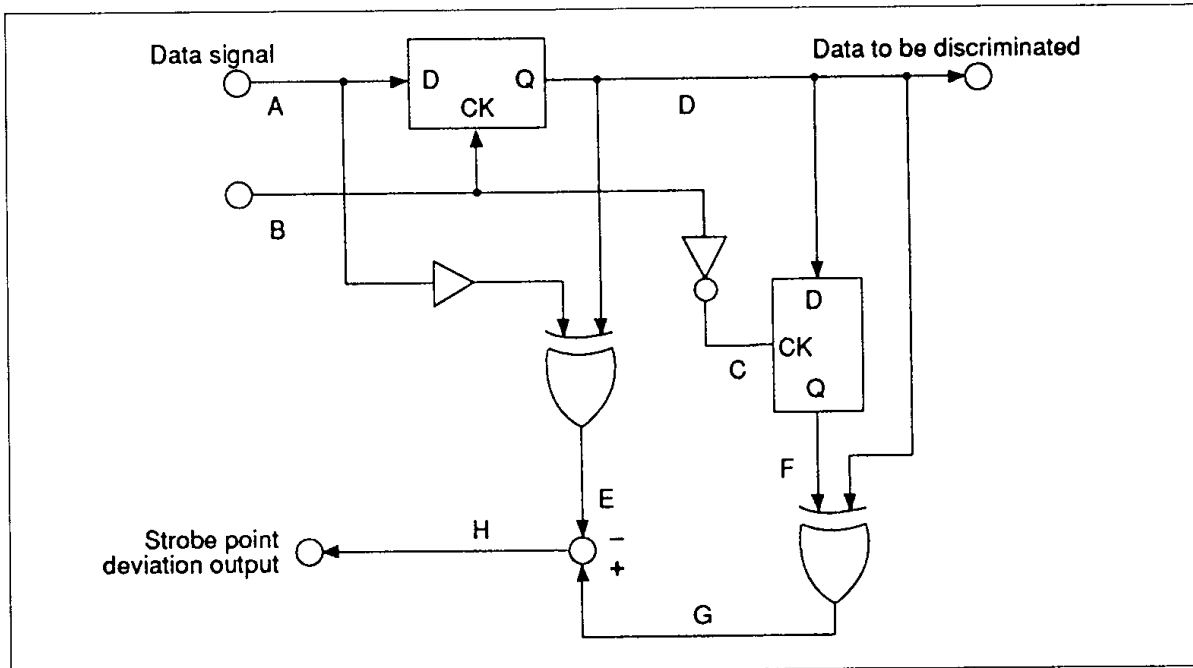 Data signal
Data to be discriminated
D
Q
A
CK
D
B
D
C
CK
Q
F
E
H
−
+
Strobe point
deviation output
G